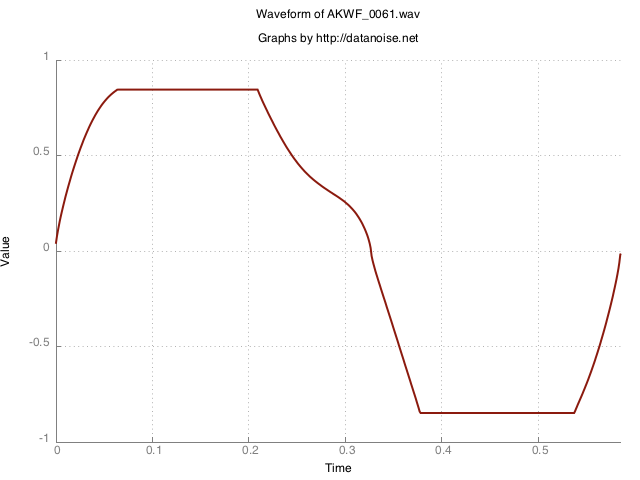 Waveform of AKWF_0061.wav
Graphs by http://datanoise.net
1
0.5
0
-0.5
-1
Value
0 0.1 0.2 0.3 0.4 0.5
Time